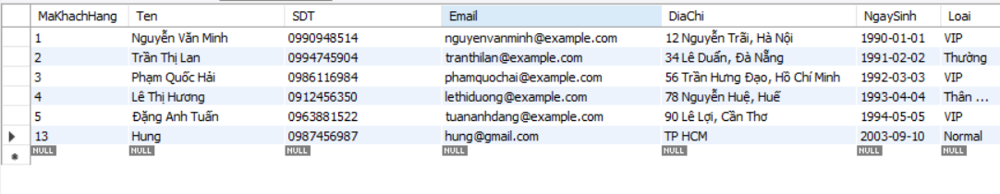 MaKhachHang Ten SDT Email DiaChi NgaySinh Loai
1 Nguyễn Văn Minh 0990948514 nguyenvanminh@example.com 12 Nguyễn Trãi, Hà Nội 1990-01-01 VIP
2 Trần Thị Lan 0994745904 tranthilan@example.com 34 Lê Duẩn, Đà Nẵng 1991-02-02 Thường
3 Phạm Quốc Hải 0986116984 phamquochai@example.com 56 Trần Hưng Đạo, Hồ Chí Minh 1992-03-03 VIP
4 Lê Thị Hương 0912456350 lethiduong@example.com 78 Nguyễn Huệ, Huế 1993-04-04 Thân ...
5 Đặng Anh Tuấn 0963881522 tuananhdang@example.com 90 Lê Lợi, Cần Thơ 1994-05-05 VIP
13 Hung 0987456987 hung@gmail.com TP HCM 2003-09-10 Normal
NULL NULL NULL NULL NULL NULL NULL